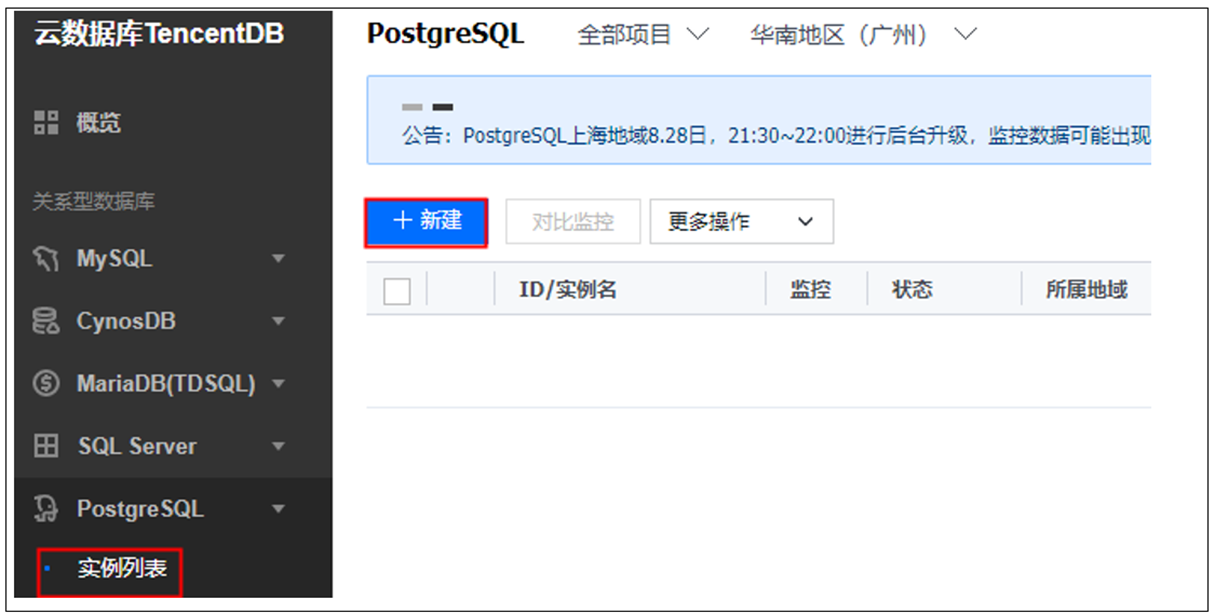 云数据库TencentDB
概览
关系型数据库
MySQL
CynosDB
MariaDB(TDSQL)
SQL Server
PostgreSQL
实例列表
PostgreSQL 全部项目 华南地区（广州）
公告：PostgreSQL上海地域8.28日，21:30~22:00进行后台升级，监控数据可能出现
+ 新建 对比监控 更多操作
ID/实例名 监控 状态 所属地域